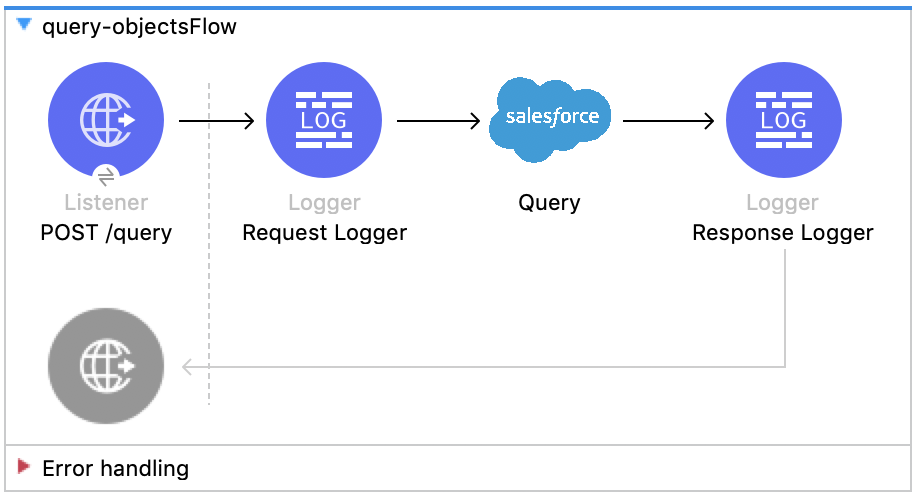 query-objectsFlow
LOG
salesforce
LOG
Listener
Logger
Query
Logger
POST /query
Request Logger
Response Logger
Error handling